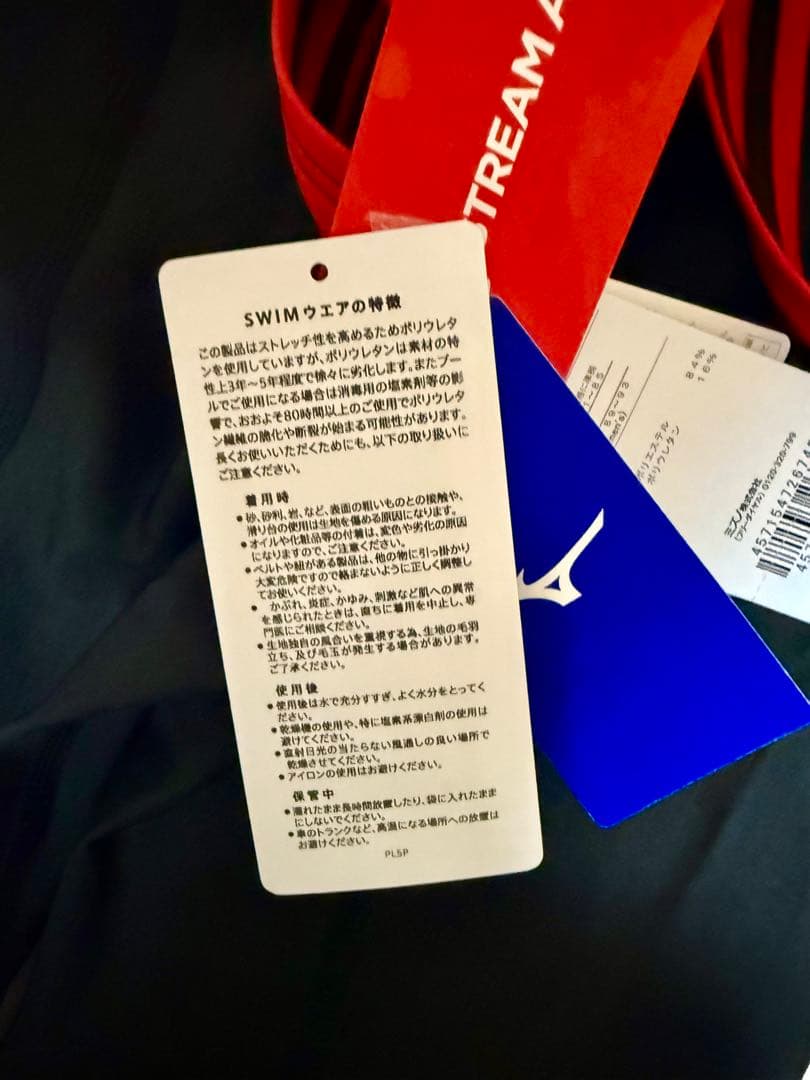 STREAM A
SWIMウエアの特徴
この製品はストレッチ性を高めるためポリウレタ
ンを使用していますが、ポリウレタンは素材の特
性上3年〜5年程度で徐々に劣化します。またプー
ルでご使用になる場合は消毒用の塩素剤等の影
響で、おおよそ80時間以上のご使用でポリウレタ
ン繊維の脆化や断裂が始まる可能性があります。
長くお使いいただくためにも、以下の取り扱いに
ご注意ください。
着用時
●砂、砂利、岩、など、表面の粗いものとの接触や、
滑り台の使用は生地を傷める原因になります。
●オイルや化粧品等の付着は、変色や劣化の原因
になりますので、ご注意ください。
●ベルトや紐がある製品は、他の物に引っ掛かり
大変危険ですので絡まないように正しく調整し
てお使いください。
● かぶれ、炎症、かゆみ、刺激など肌への異常
を感じられたときは、直ちに着用を中止し、専
門医にご相談ください。
●生地独自の風合いを重視する為、生地の毛羽
立ち、及び毛玉が発生する場合があります。
ご了承ください。
使用後
●使用後は水で充分すすぎ、よく水分をとってく
ださい。
●乾燥機の使用や、特に塩素系漂白剤の使用は
避けてください。
●直射日光の当たらない風通しの良い場所で
乾燥させてください。
●アイロンの使用はお避けください。
保管中
●濡れたまま長時間放置したり、袋に入れたまま
にしないでください。
●車のトランクなど、高温になる場所への放置は
お避けください。
PLSP
89〜93
ポリエステル 84%
ポリウレタン 16%
ミズノ株式会社
(フリーダイヤル) 0120-320-799